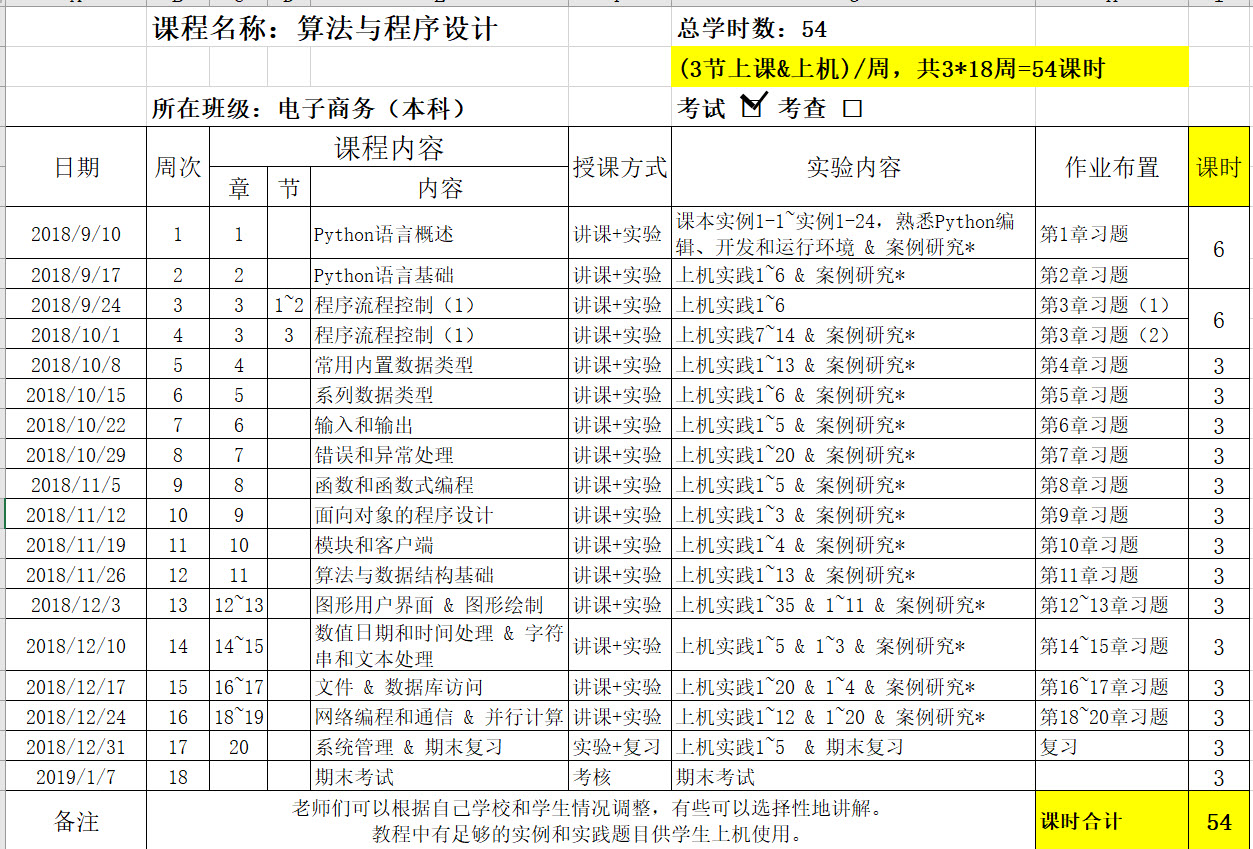 课程名称：算法与程序设计 总学时数：54
(3节上课&上机)/周，共3*18周=54课时
所在班级：电子商务（本科） 考试 ☑ 考查 □
日期 周次 课程内容 授课方式 实验内容 作业布置 课时
章 节 内容
2018/9/10 1 1 Python语言概述 讲课+实验 课本实例1-1~实例1-24，熟悉Python编
辑、开发和运行环境 & 案例研究* 第1章习题 6
2018/9/17 2 2 Python语言基础 讲课+实验 上机实践1~6 & 案例研究* 第2章习题
2018/9/24 3 3 1~2 程序流程控制（1） 讲课+实验 上机实践1~6 第3章习题（1） 6
2018/10/1 4 3 3 程序流程控制（1） 讲课+实验 上机实践7~14 & 案例研究* 第3章习题（2）
2018/10/8 5 4 常用内置数据类型 讲课+实验 上机实践1~13 & 案例研究* 第4章习题 3
2018/10/15 6 5 系列数据类型 讲课+实验 上机实践1~6 & 案例研究* 第5章习题 3
2018/10/22 7 6 输入和输出 讲课+实验 上机实践1~5 & 案例研究* 第6章习题 3
2018/10/29 8 7 错误和异常处理 讲课+实验 上机实践1~20 & 案例研究* 第7章习题 3
2018/11/5 9 8 函数和函数式编程 讲课+实验 上机实践1~5 & 案例研究* 第8章习题 3
2018/11/12 10 9 面向对象的程序设计 讲课+实验 上机实践1~3 & 案例研究* 第9章习题 3
2018/11/19 11 10 模块和客户端 讲课+实验 上机实践1~4 & 案例研究* 第10章习题 3
2018/11/26 12 11 算法与数据结构基础 讲课+实验 上机实践1~13 & 案例研究* 第11章习题 3
2018/12/3 13 12~13 图形用户界面 & 图形绘制 讲课+实验 上机实践1~35 & 1~11 & 案例研究* 第12~13章习题 3
2018/12/10 14 14~15 数值日期和时间处理 & 字符
串和文本处理 讲课+实验 上机实践1~5 & 1~3 & 案例研究* 第14~15章习题 3
2018/12/17 15 16~17 文件 & 数据库访问 讲课+实验 上机实践1~20 & 1~4 & 案例研究* 第16~17章习题 3
2018/12/24 16 18~19 网络编程和通信 & 并行计算 讲课+实验 上机实践1~12 & 1~20 & 案例研究* 第18~20章习题 3
2018/12/31 17 20 系统管理 & 期末复习 实验+复习 上机实践1~5 & 期末复习 复习 3
2019/1/7 18 期末考试 考核 期末考试 3
备注 老师们可以根据自己学校和学生情况调整，有些可以选择性地讲解。
教程中有足够的实例和实践题目供学生上机使用。 课时合计 54